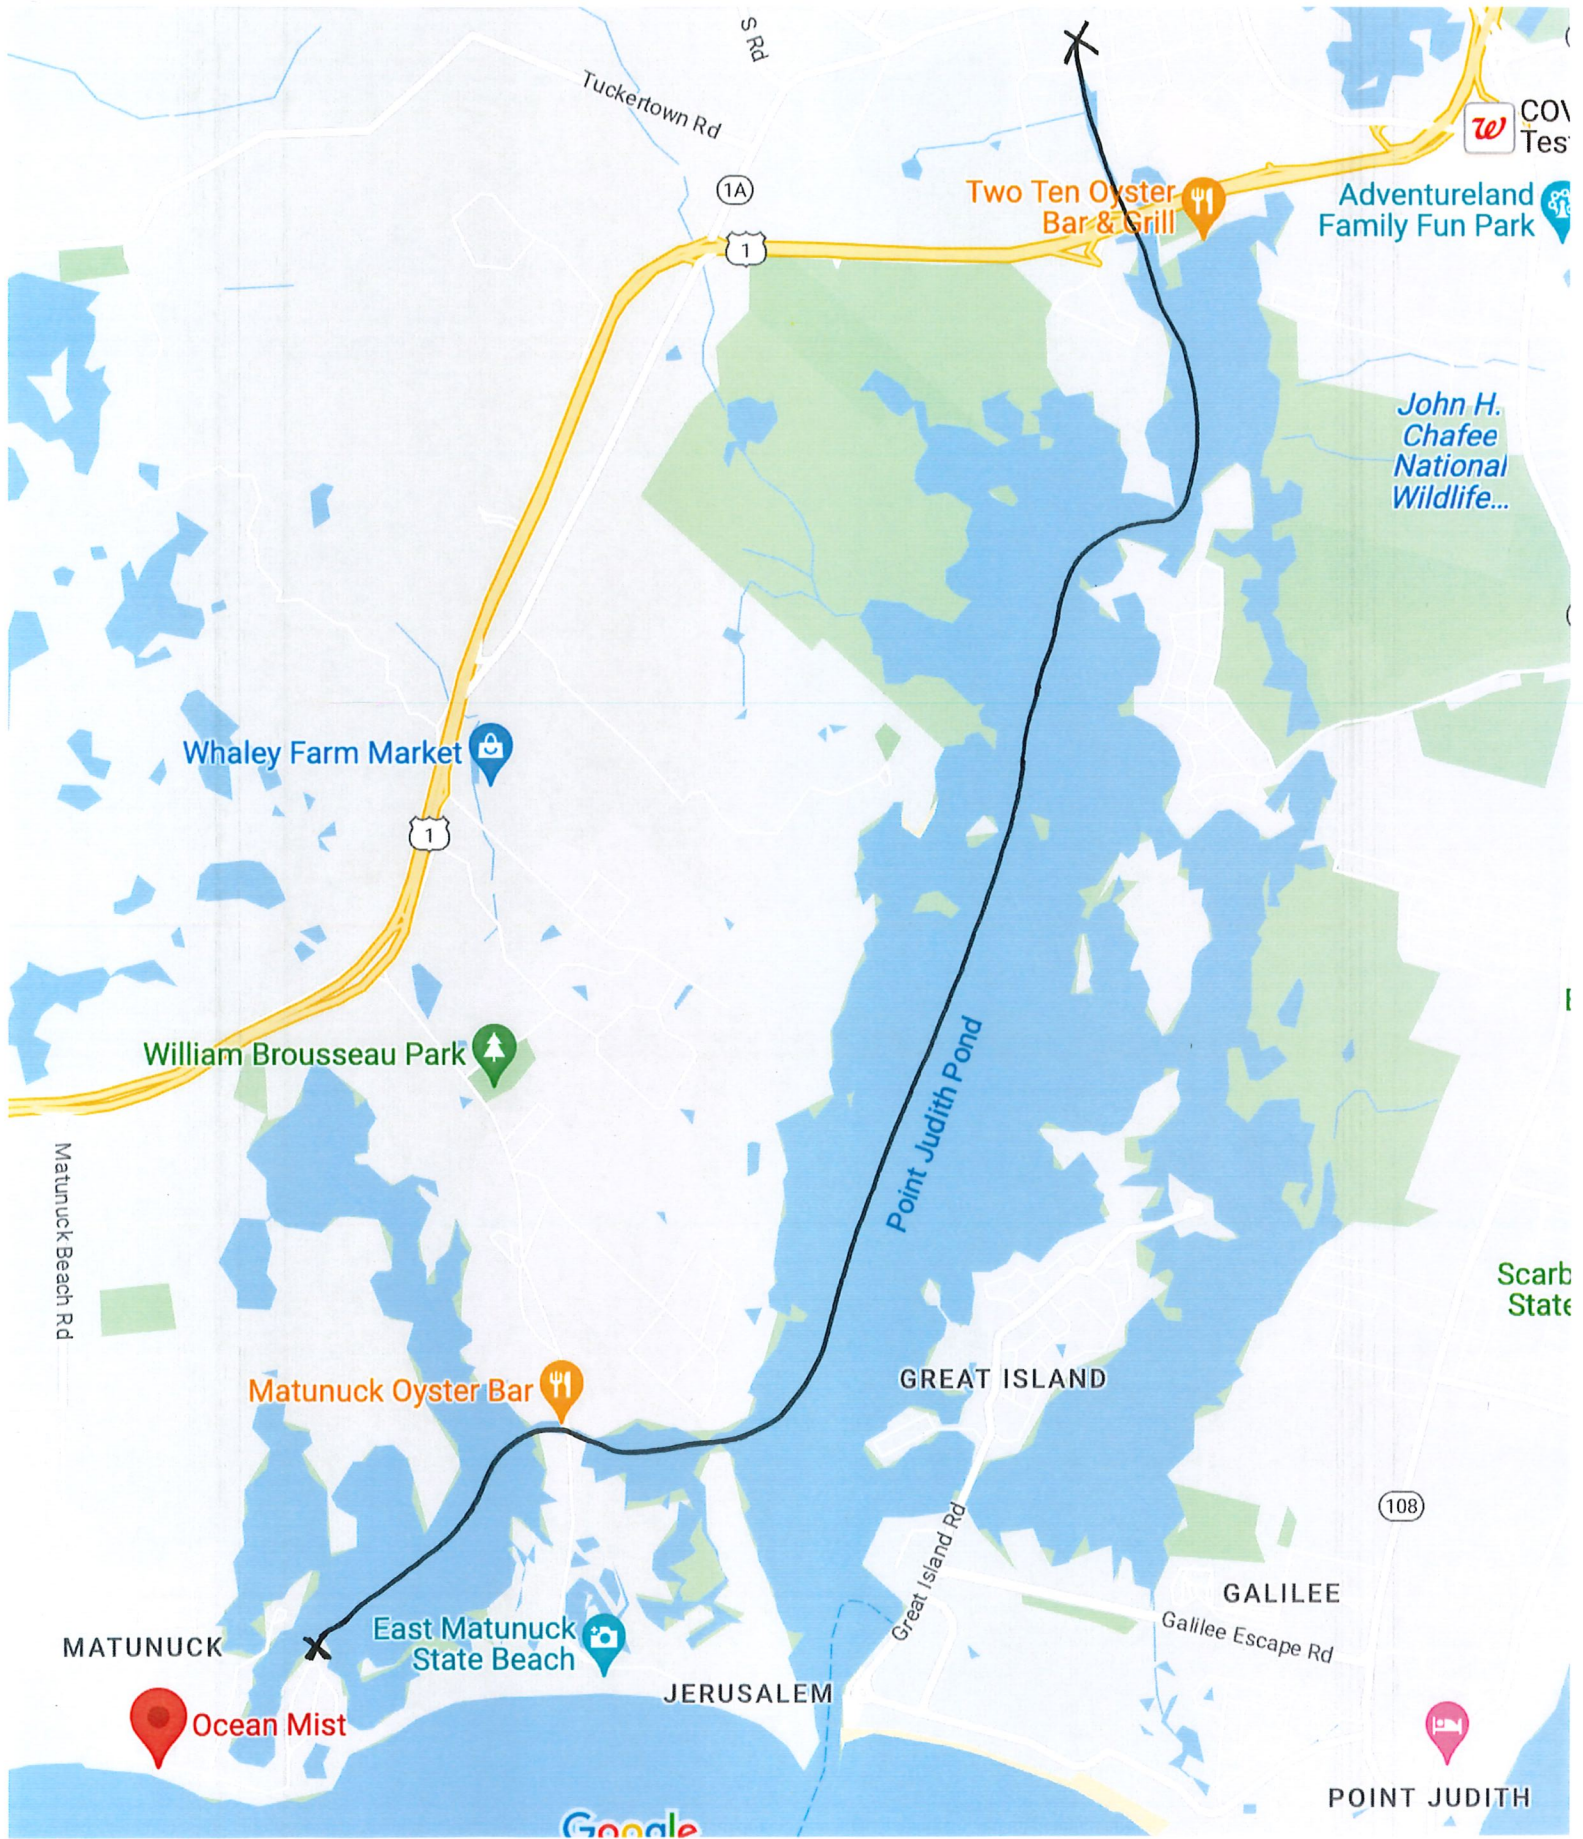 S Rd
Tuckertown Rd
1A
COV
Tes
Two Ten Oyster
Bar & Grill
Adventureland
Family Fun Park
1
John H.
Chafee
National
Wildlife...
Whaley Farm Market
1
William Brousseau Park
Point Judith Pond
Matunuck Beach Rd
Scarb
State
Matunuck Oyster Bar
GREAT ISLAND
108
Great Island Rd
GALILEE
Galilee Escape Rd
MATUNUCK
East Matunuck
State Beach
JERUSALEM
Ocean Mist
POINT JUDITH
Google